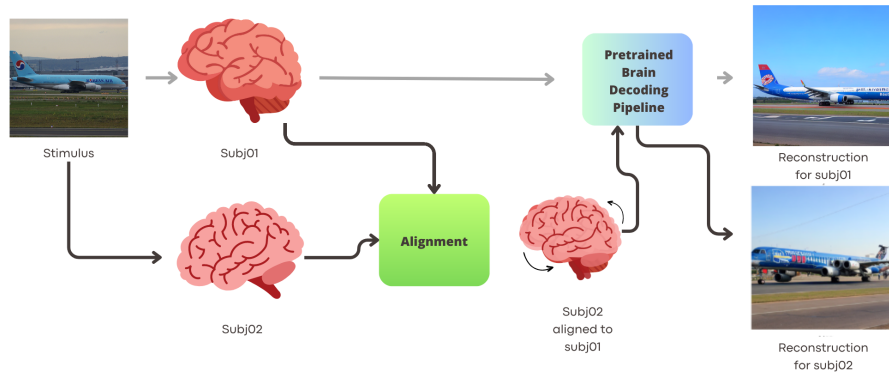 Pretrained
Brain
Decoding
Pipeline
Stimulus
Subj01
Reconstruction
for subj01
Alignment
Subj02
Subj02
aligned to
subj01
Reconstruction
for subj02